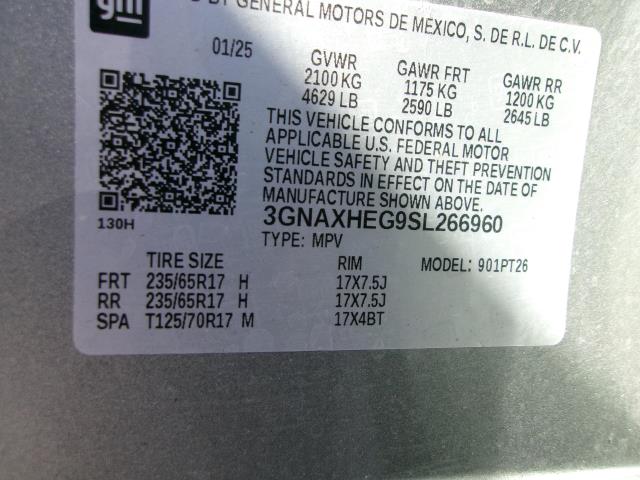 gm
BY GENERAL MOTORS DE MEXICO, S. DE R.L. DE C.V.
01/25 GVWR GAWR FRT GAWR RR
2100 KG 1175 KG 1200 KG
4629 LB 2590 LB 2645 LB
THIS VEHICLE CONFORMS TO ALL
APPLICABLE U.S. FEDERAL MOTOR
VEHICLE SAFETY AND THEFT PREVENTION
STANDARDS IN EFFECT ON THE DATE OF
MANUFACTURE SHOWN ABOVE.
130H 3GNAXHEG9SL266960
TYPE: MPV MODEL: 901PT26
TIRE SIZE RIM
FRT 235/65R17 H 17X7.5J
RR 235/65R17 H 17X7.5J
SPA T125/70R17 M 17X4BT